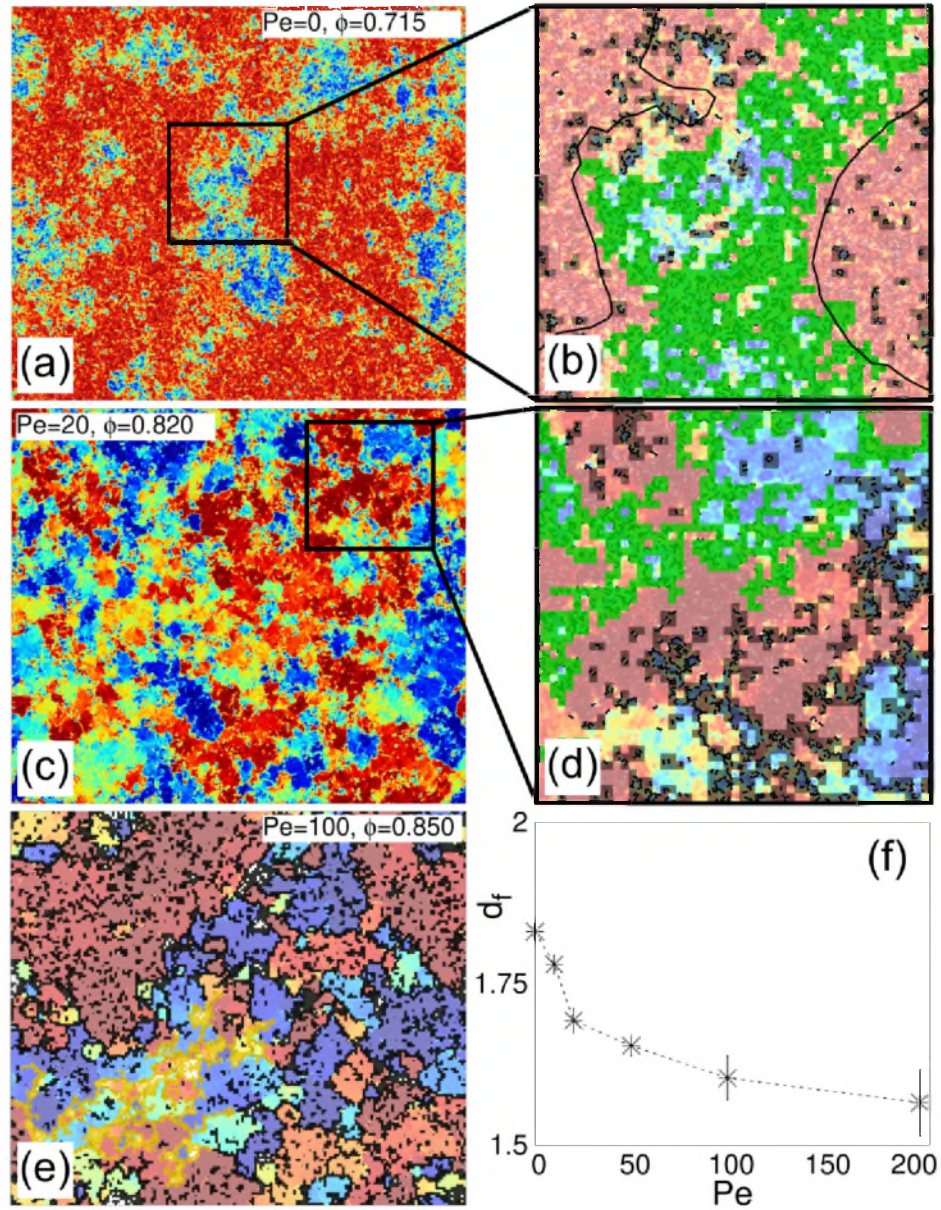 Pe=0, ϕ=0.715
(a)
(b)
Pe=20, ϕ=0.820
(c)
(d)
Pe=100, ϕ=0.850
(e)
(f)
2
1.75
1.5
d_f
0 50 100 150 200
Pe